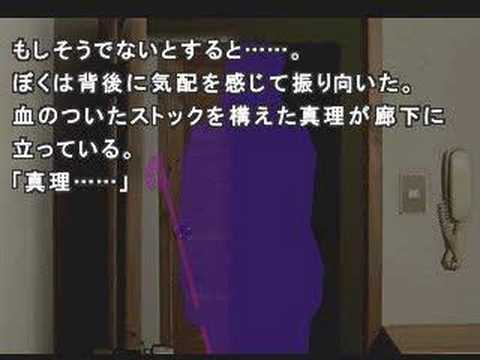 もしそうでないとすると……。
ぼくは背後に気配を感じて振り向いた。
血のついたストックを構えた真理が廊下に
立っている。
「真理……」